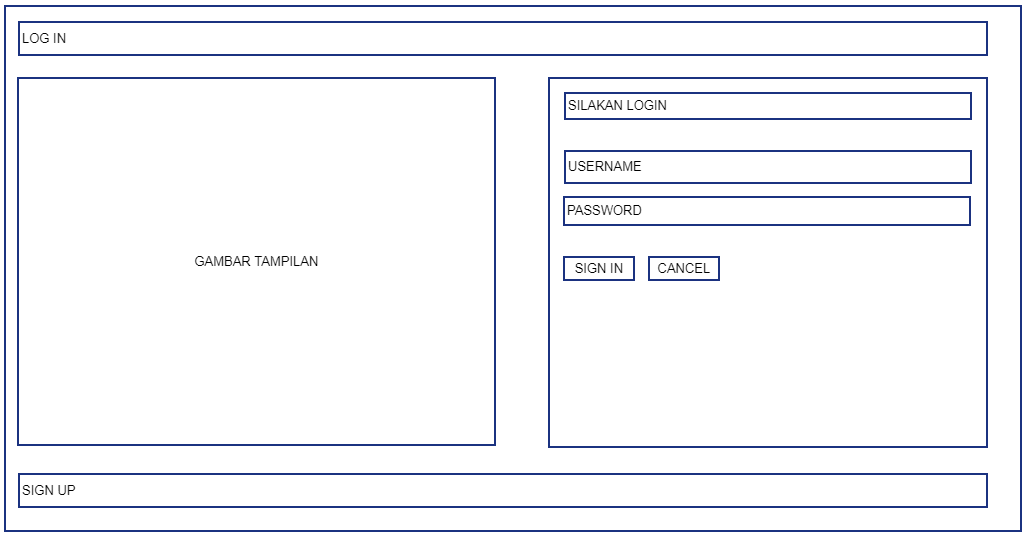 LOG IN
GAMBAR TAMPILAN
SILAKAN LOGIN
USERNAME
PASSWORD
SIGN IN
CANCEL
SIGN UP